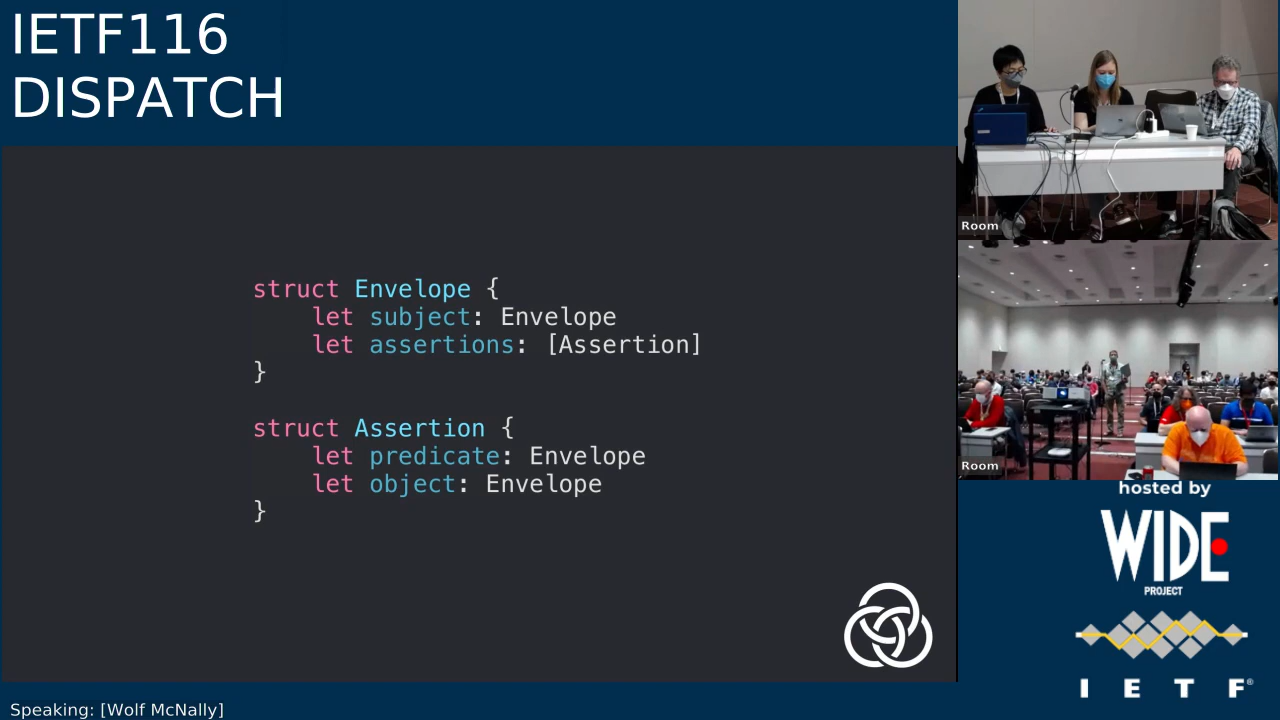 IETF116
DISPATCH
struct Envelope {
    let subject: Envelope
    let assertions: [Assertion]
}
struct Assertion {
    let predicate: Envelope
    let object: Envelope
}
Room
Room
hosted by
WIDE
PROJECT
I E T F®
Speaking: [Wolf McNally]